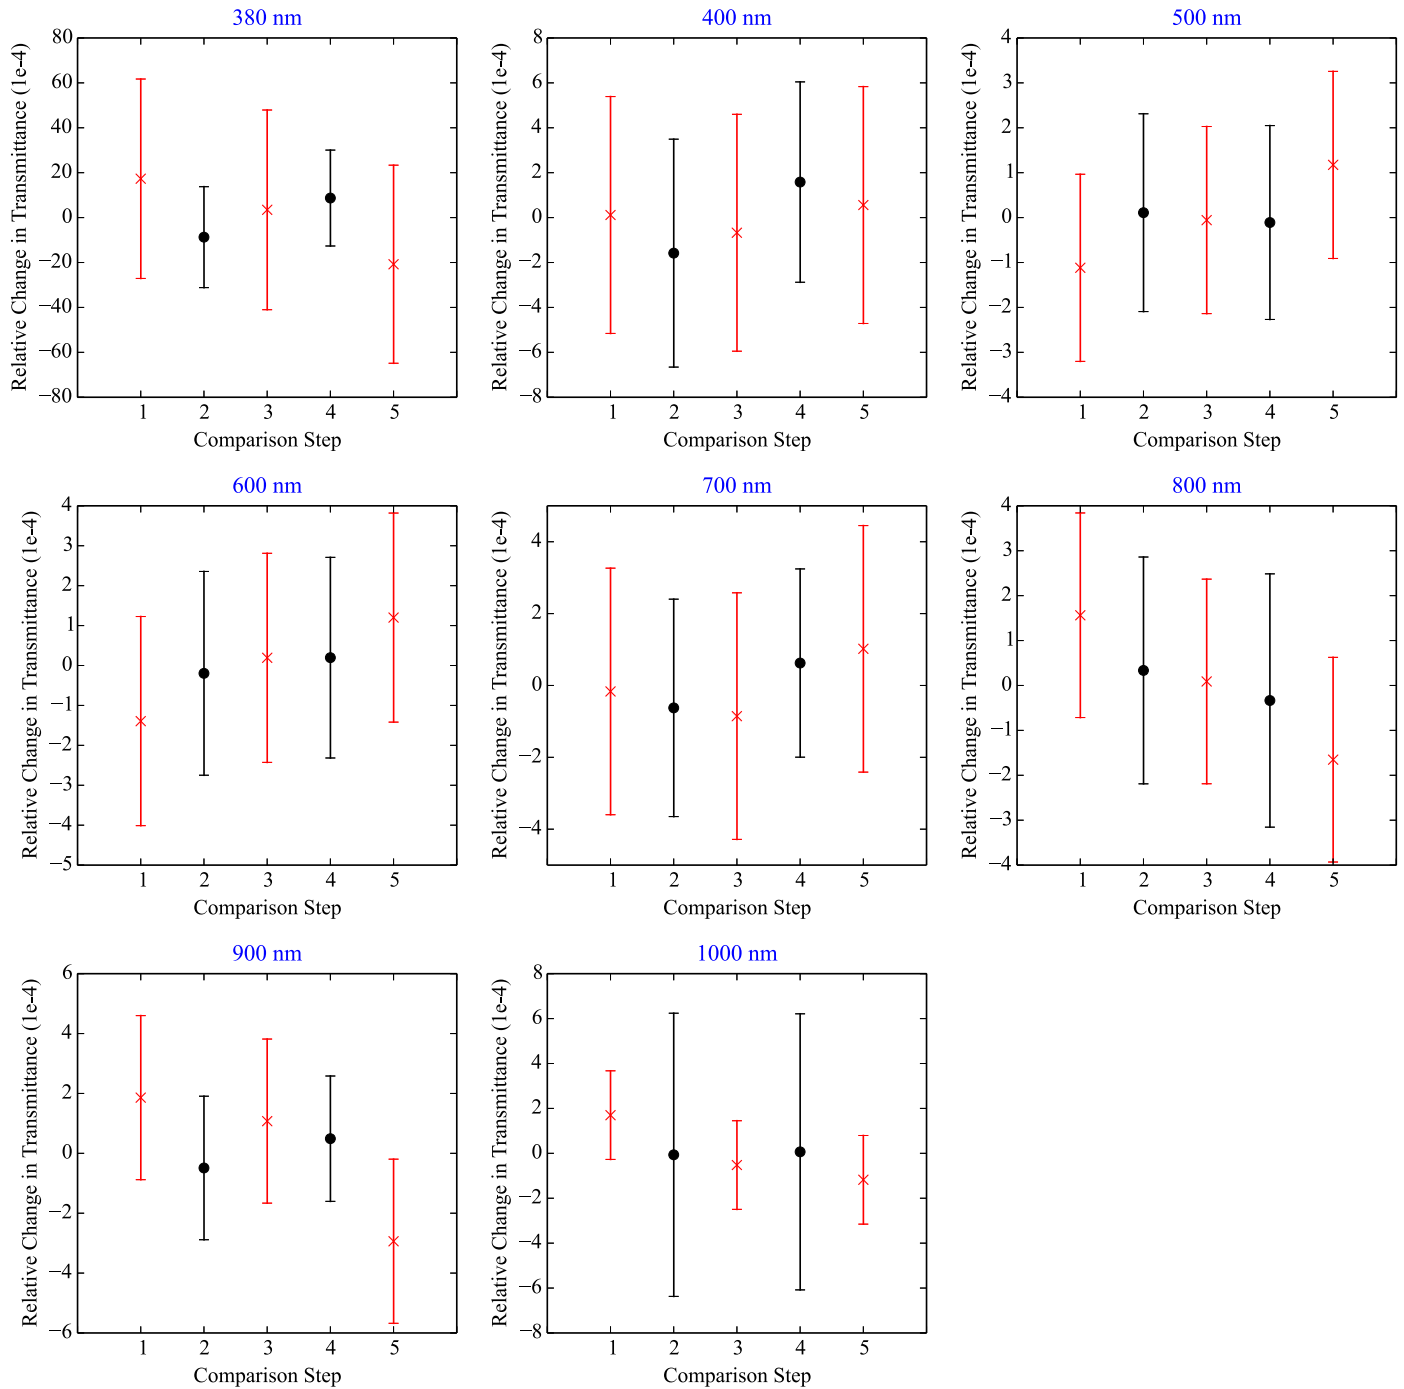 380 nm
Relative Change in Transmittance (1e-4)
80
60
40
20
0
−20
−40
−60
−80
1 2 3 4 5
Comparison Step
400 nm
Relative Change in Transmittance (1e-4)
8
6
4
2
0
−2
−4
−6
−8
1 2 3 4 5
Comparison Step
500 nm
Relative Change in Transmittance (1e-4)
4
3
2
1
0
−1
−2
−3
−4
1 2 3 4 5
Comparison Step
600 nm
Relative Change in Transmittance (1e-4)
4
3
2
1
0
−1
−2
−3
−4
−5
1 2 3 4 5
Comparison Step
700 nm
Relative Change in Transmittance (1e-4)
4
2
0
−2
−4
1 2 3 4 5
Comparison Step
800 nm
Relative Change in Transmittance (1e-4)
4
3
2
1
0
−1
−2
−3
−4
1 2 3 4 5
Comparison Step
900 nm
Relative Change in Transmittance (1e-4)
6
4
2
0
−2
−4
−6
1 2 3 4 5
Comparison Step
1000 nm
Relative Change in Transmittance (1e-4)
8
6
4
2
0
−2
−4
−6
−8
1 2 3 4 5
Comparison Step